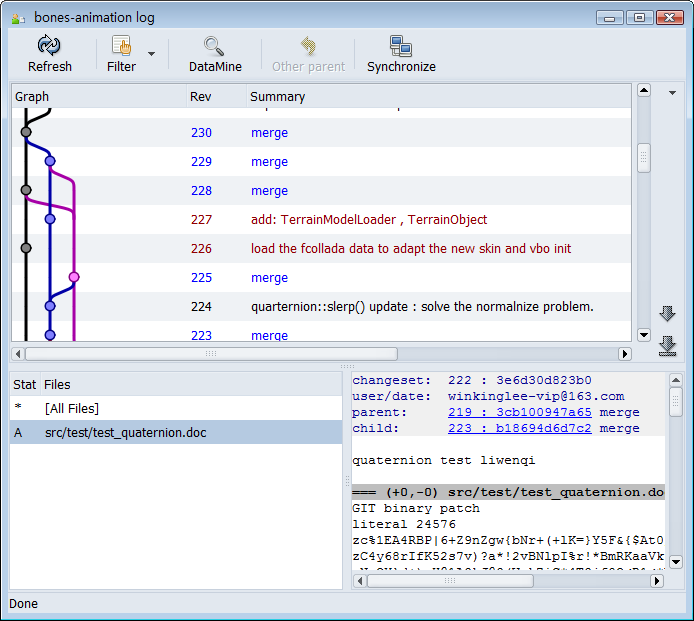 bones-animation log
Refresh Filter DataMine Other parent Synchronize
Graph Rev Summary
230 merge
229 merge
228 merge
227 add: TerrainModelLoader , TerrainObject
226 load the fcollada data to adapt the new skin and vbo init
225 merge
224 quarternion::slerp() update : solve the normalnize problem.
223 merge
Stat Files
* [All Files]
A src/test/test_quaternion.doc
changeset: 222 : 3e6d30d823b0
user/date: winkinglee-vip@163.com
parent: 219 : 3cb100947a65 merge
child: 223 : b18694d6d7c2 merge
quaternion test liwenqi
=== (+0,-0) src/test/test_quaternion.do
GIT binary patch
literal 24576
zc%1EA4RBP|6+Z9nZgw{bNr+(+lK=}Y5F&{$At0
zC4y68rIfK52s7v)?a*!2vBNlpI%r!*BmRKaaVk
Done